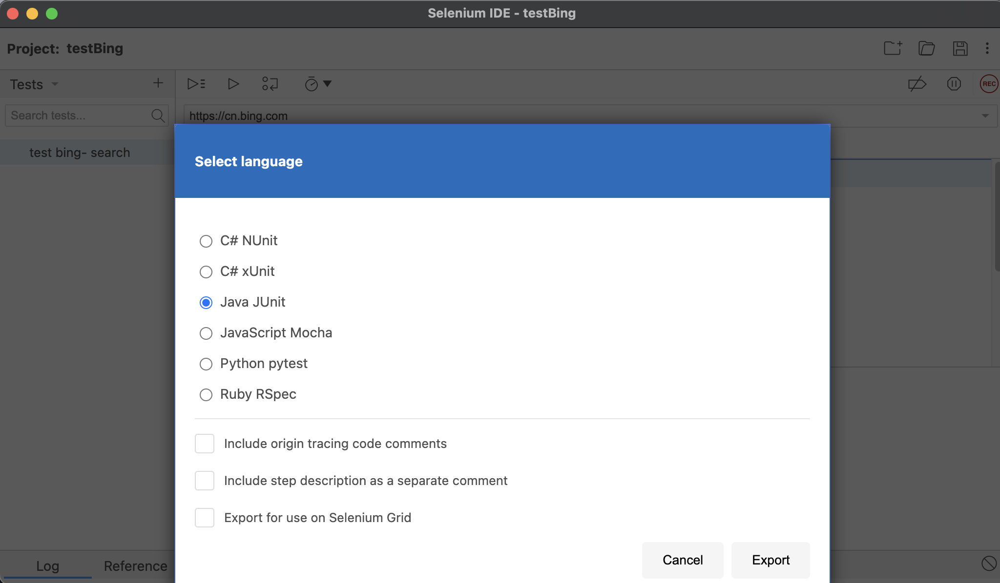 Selenium IDE - testBing
Project: testBing
Tests
REC
Search tests...
https://cn.bing.com
test bing- search
Select language
C# NUnit
C# xUnit
Java JUnit
JavaScript Mocha
Python pytest
Ruby RSpec
Include origin tracing code comments
Include step description as a separate comment
Export for use on Selenium Grid
Cancel Export
Log Reference